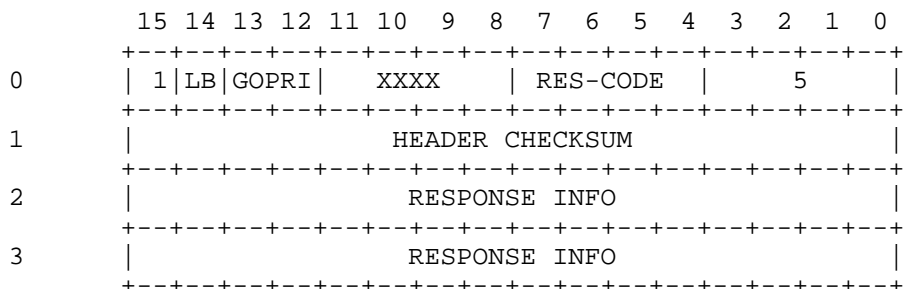 15 14 13 12 11 10  9  8  7  6  5  4  3  2  1  0
        +--+--+--+--+--+--+--+--+--+--+--+--+--+--+--+--+
0       | 1|LB|GOPRI|    XXXX   |  RES-CODE |     5     |
        +--+--+--+--+--+--+--+--+--+--+--+--+--+--+--+--+
1       |                HEADER CHECKSUM                |
        +--+--+--+--+--+--+--+--+--+--+--+--+--+--+--+--+
2       |                 RESPONSE INFO                 |
        +--+--+--+--+--+--+--+--+--+--+--+--+--+--+--+--+
3       |                 RESPONSE INFO                 |
        +--+--+--+--+--+--+--+--+--+--+--+--+--+--+--+--+